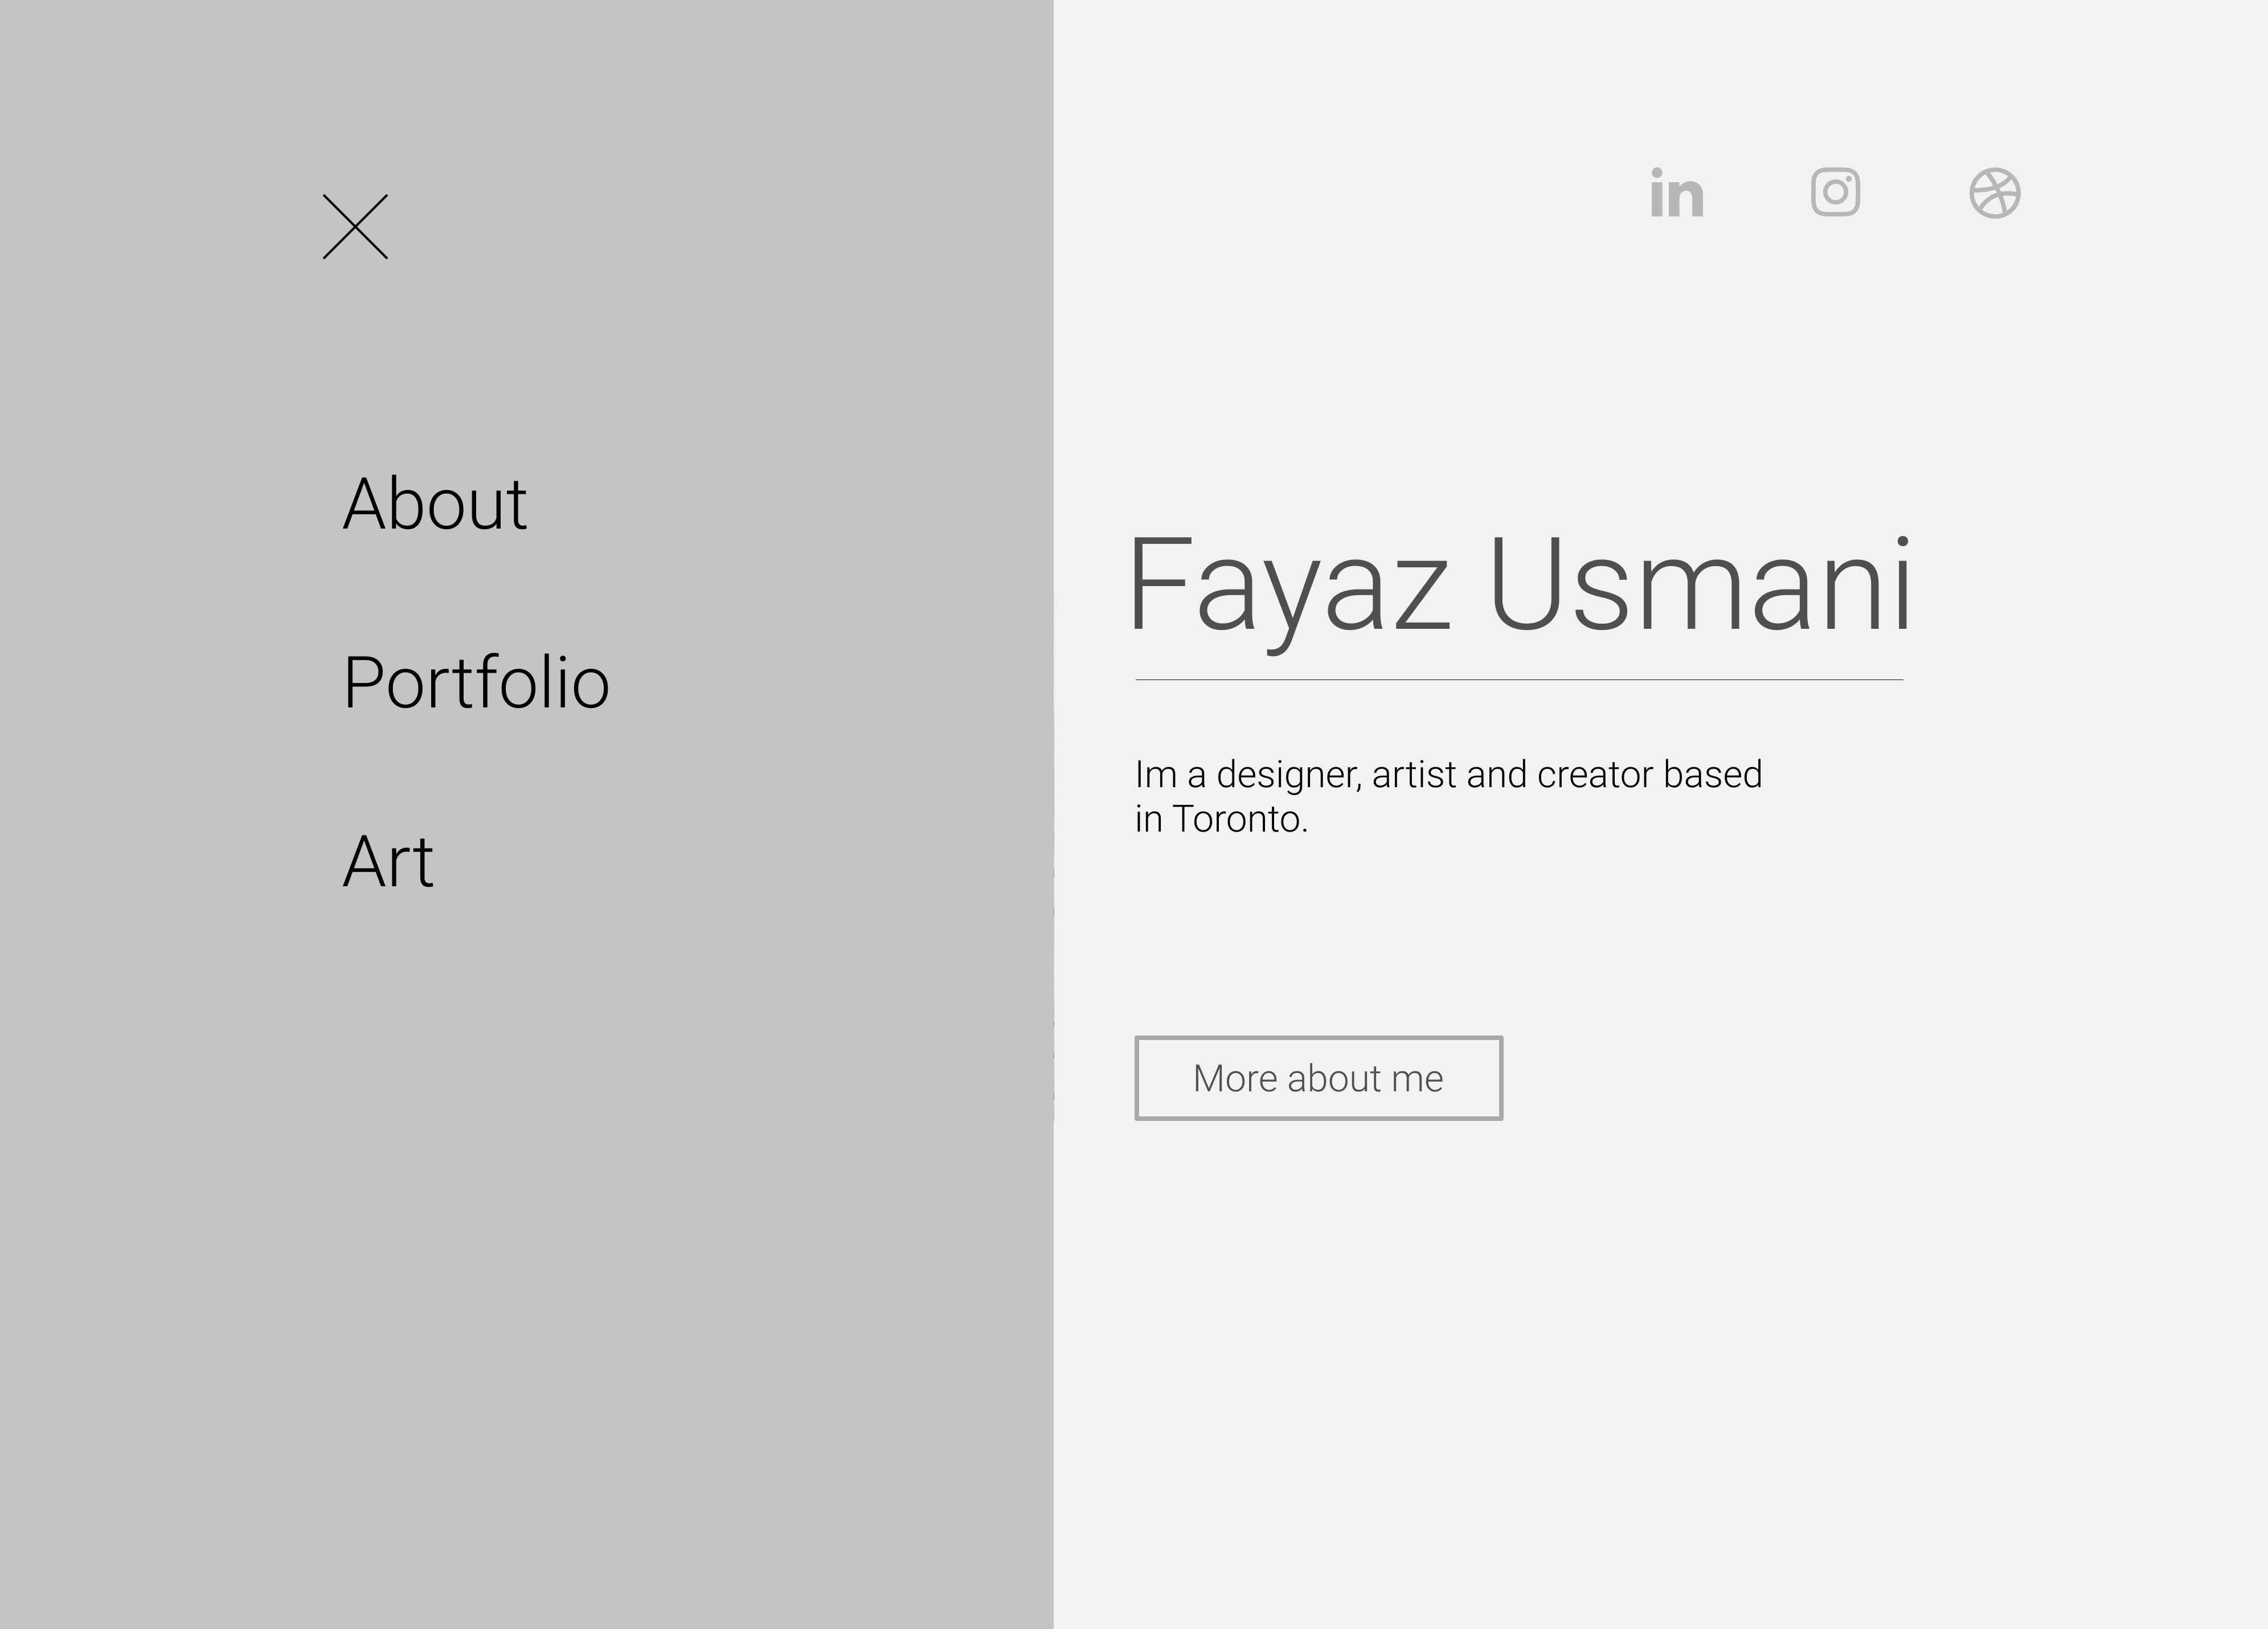 About
Portfolio
Art
in
Fayaz Usmani
Im a designer, artist and creator based
in Toronto.
More about me